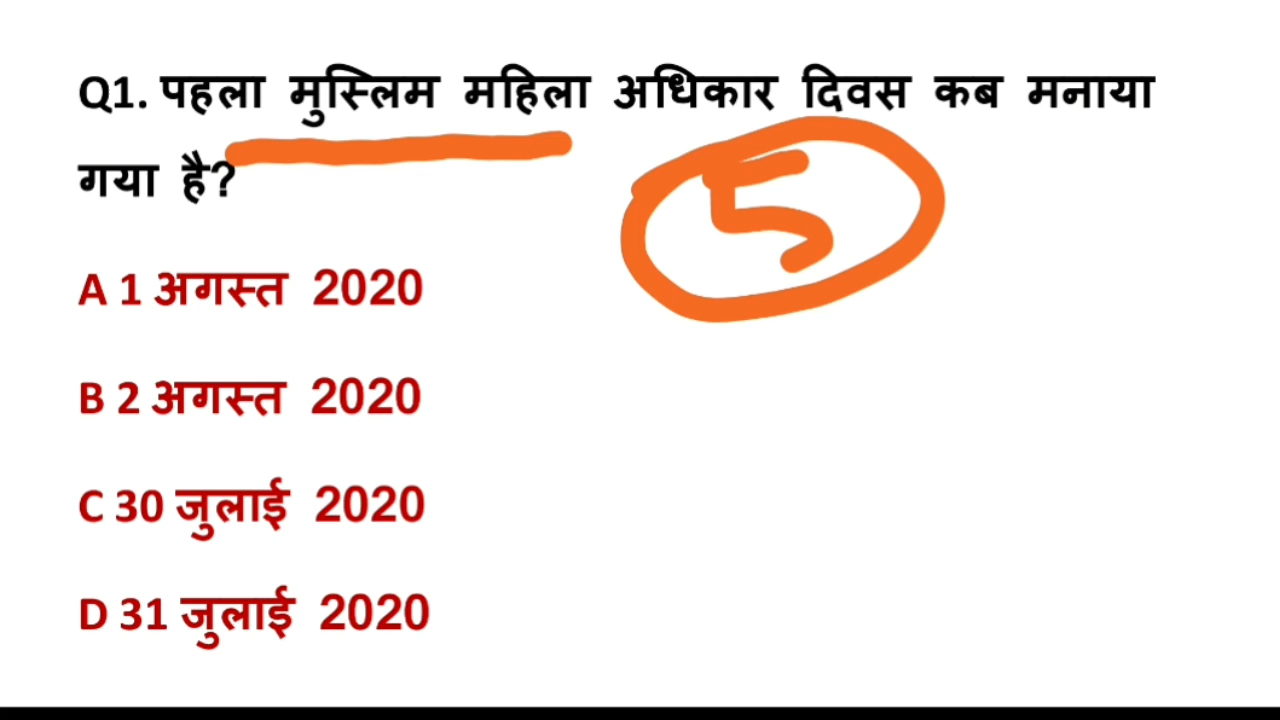 Q1. पहला मुस्लिम महिला अधिकार दिवस कब मनाया
गया है?
5
A 1 अगस्त 2020
B 2 अगस्त 2020
C 30 जुलाई 2020
D 31 जुलाई 2020